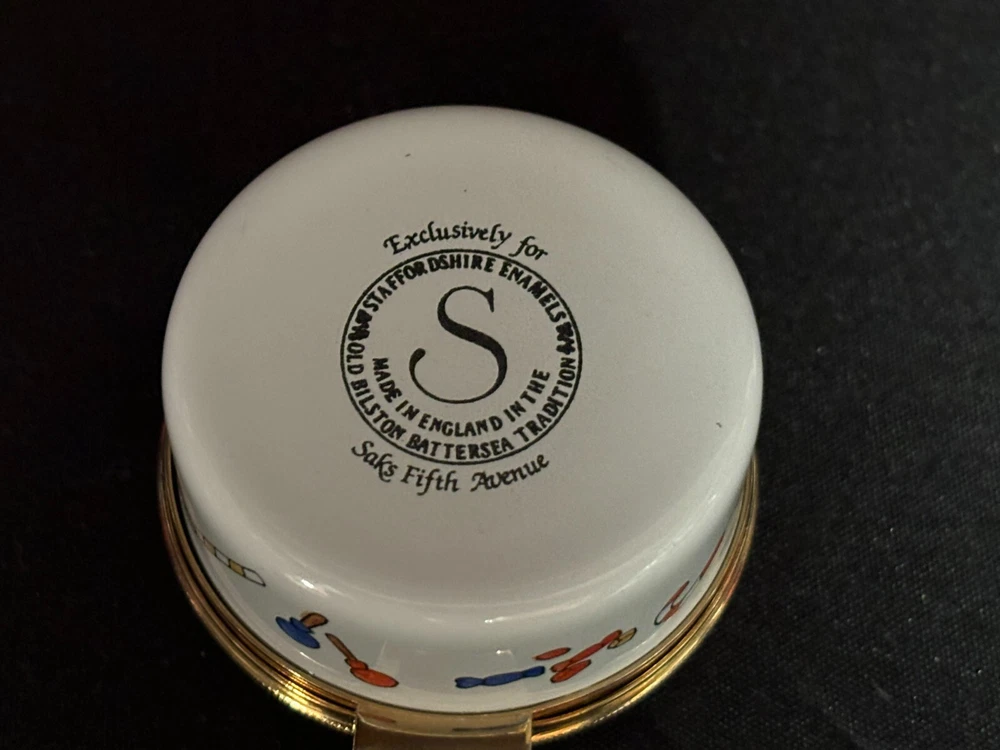 Exclusively for
STAFFORDSHIRE ENAMELS
S
MADE IN ENGLAND IN THE
OLD BILSTON BATTERSEA TRADITION
Saks Fifth Avenue